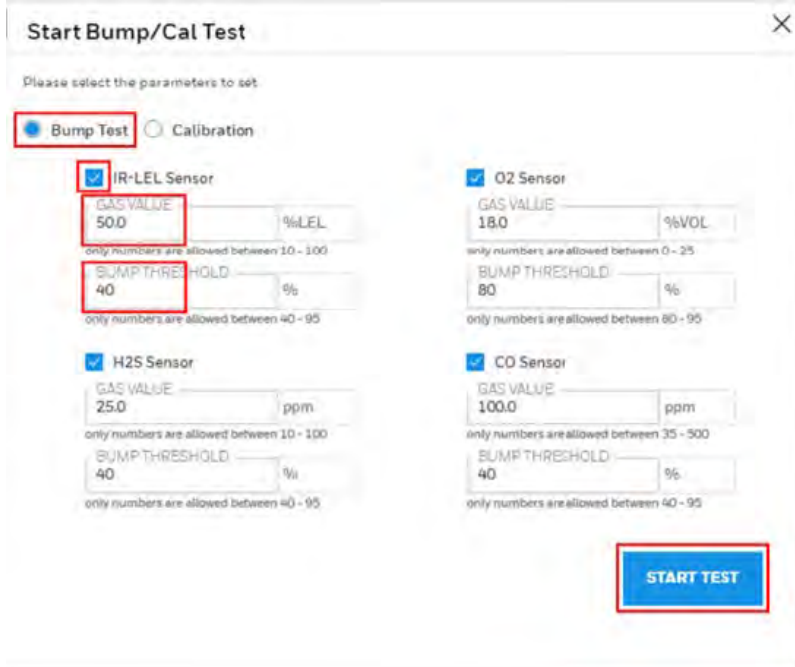 Start Bump/Cal Test
Please select the parameters to set
Bump Test Calibration
IR-LEL Sensor
GAS VALUE
50.0 %LEL
only numbers are allowed between 10 - 100
BUMP THRESHOLD
40 %
only numbers are allowed between 40 - 95
O2 Sensor
GAS VALUE
18.0 %VOL
only numbers are allowed between 0 - 25
BUMP THRESHOLD
80 %
only numbers are allowed between 80 - 95
H2S Sensor
GAS VALUE
25.0 ppm
only numbers are allowed between 10 - 100
BUMP THRESHOLD
40 %
only numbers are allowed between 40 - 95
CO Sensor
GAS VALUE
100.0 ppm
only numbers are allowed between 35 - 500
BUMP THRESHOLD
40 %
only numbers are allowed between 40 - 95
START TEST